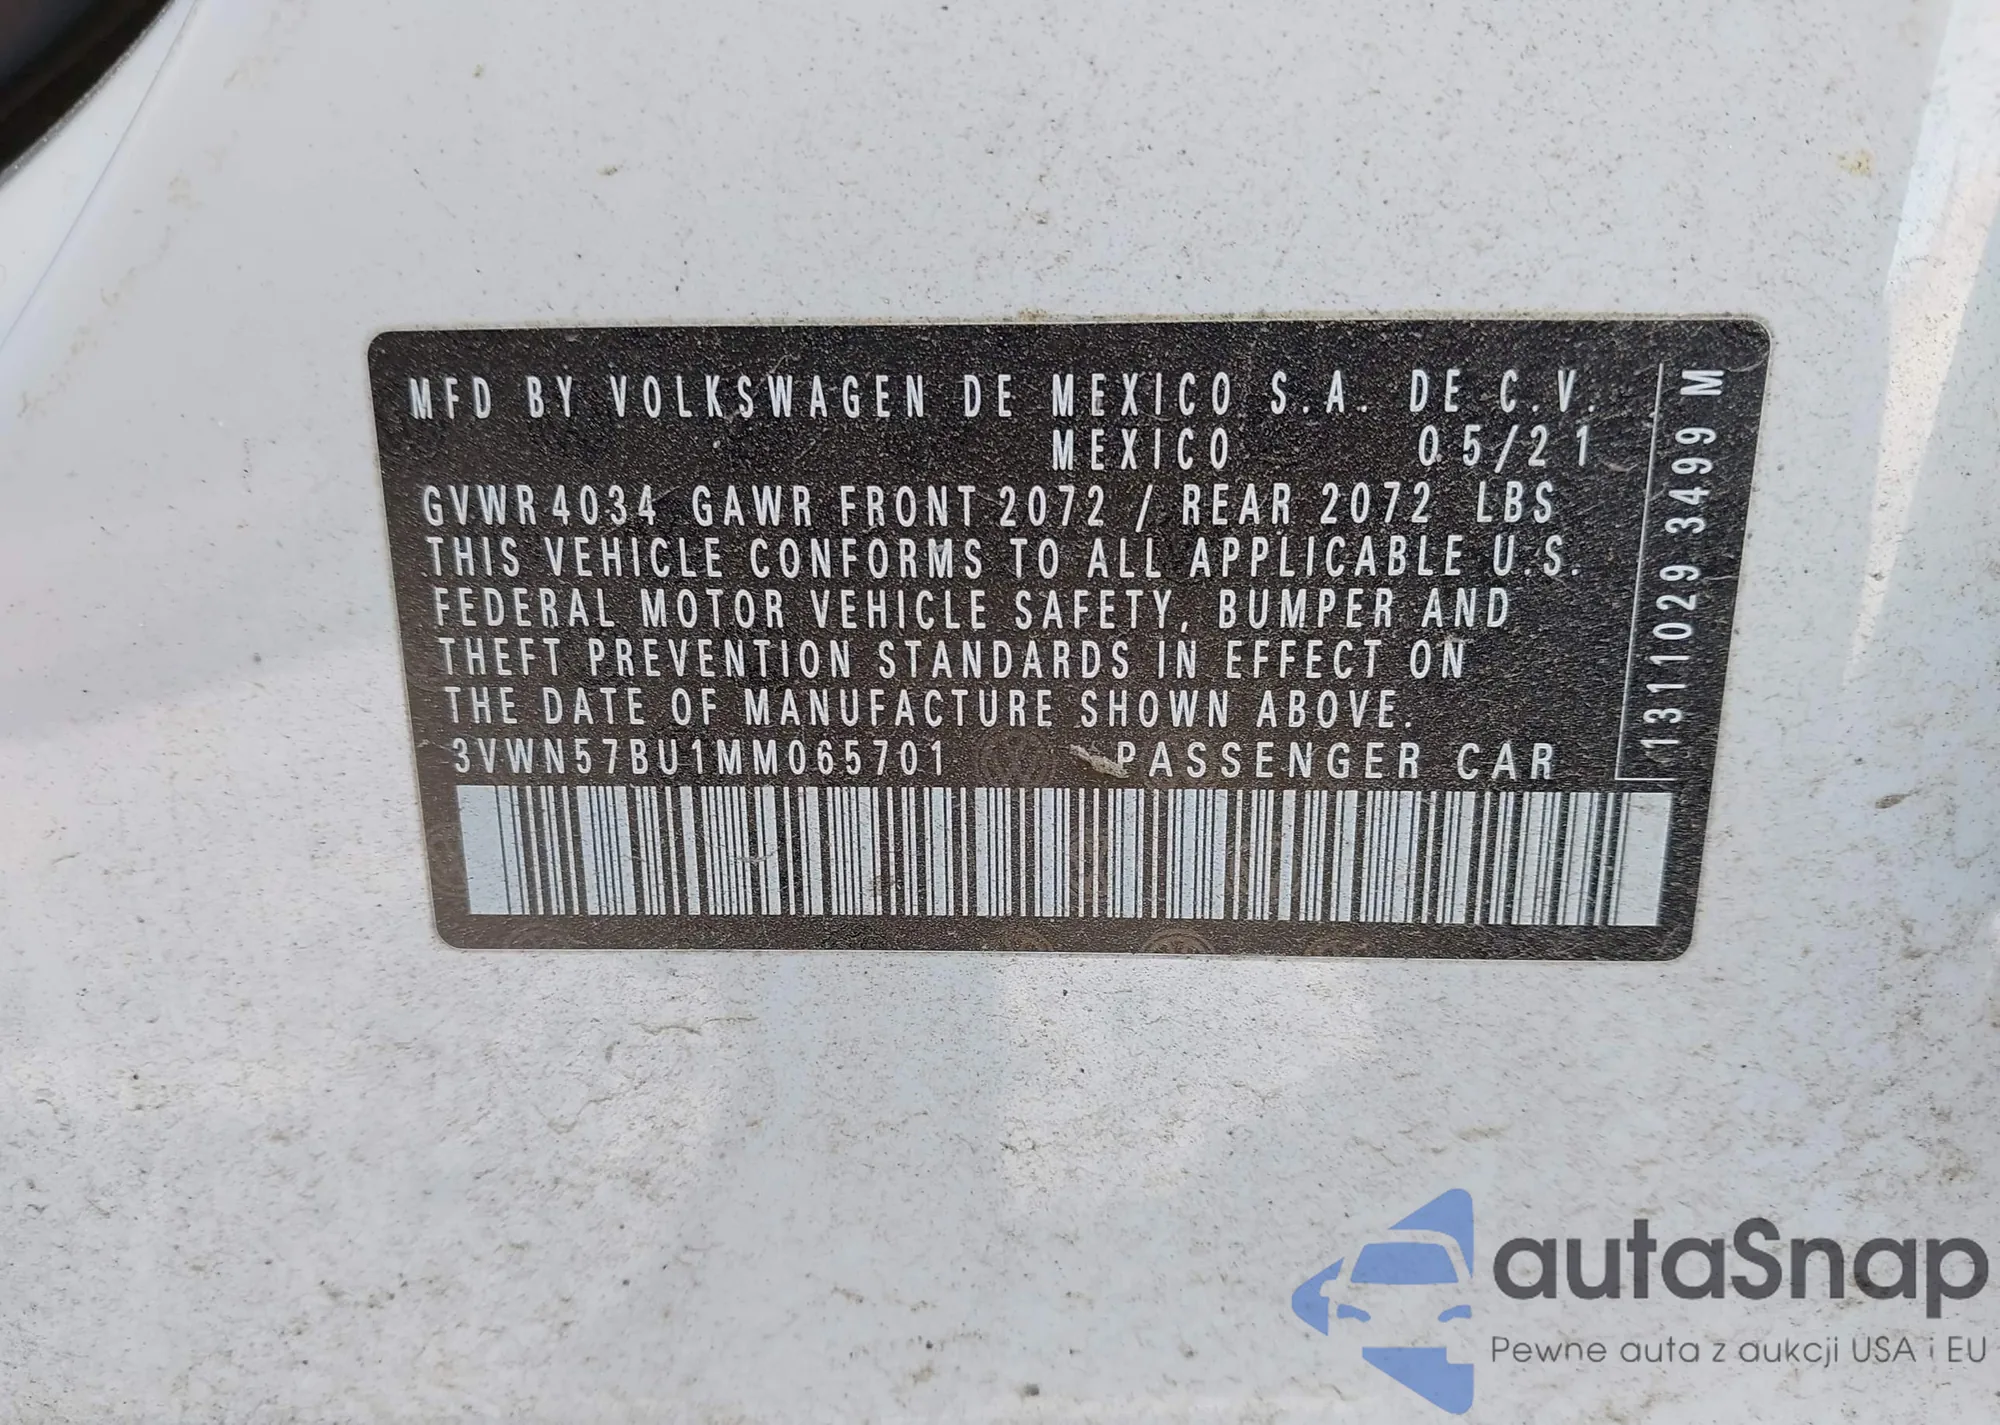 MFD BY VOLKSWAGEN DE MEXICO S.A. DE C.V.
MEXICO 05/21
GVWR 4034 GAWR FRONT 2072 / REAR 2072 LBS
THIS VEHICLE CONFORMS TO ALL APPLICABLE U.S.
FEDERAL MOTOR VEHICLE SAFETY, BUMPER AND
THEFT PREVENTION STANDARDS IN EFFECT ON
THE DATE OF MANUFACTURE SHOWN ABOVE.
3VWN57BU1MM065701 PASSENGER CAR
1311029 3499 M
autaSnap
Pewne auta z aukcji USA i EU